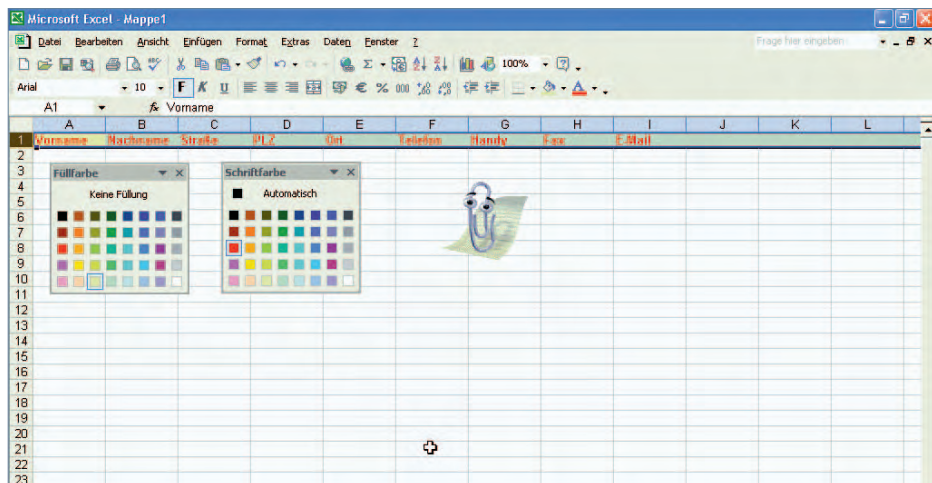 Microsoft Excel - Mappe1
Datei Bearbeiten Ansicht Einfügen Format Extras Daten Fenster ? Frage hier eingeben
100%
Arial 10 F K U € % 000
A1 fx Vorname
A B C D E F G H I J K L
1 Vorname Nachname Straße PLZ Ort Telefon Handy Fax E-Mail
2
3 Füllfarbe Schriftfarbe
4 Keine Füllung Automatisch
5
6
7
8
9
10
11
12
13
14
15
16
17
18
19
20
21
22
23